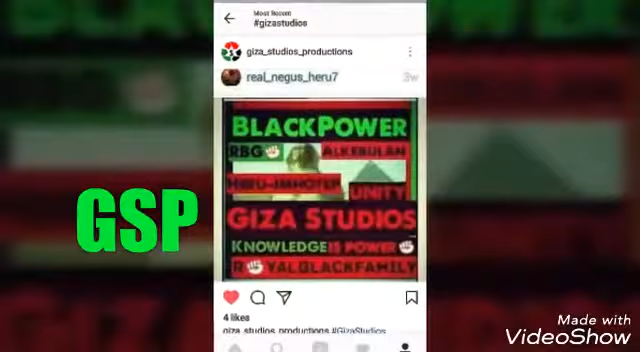 Most Recent
#gizastudios
giza_studios_productions
real_negus_heru7
3w
BLACKPOWER
RBG✊ ALKEBULAN
HERU-IMHOTEP
UNITY
GIZA STUDIOS
KNOWLEDGE IS POWER ✊
R✊YALBLACKFAMILY
GSP
4 likes
giza_studios_productions #GizaStudios
Made with
VideoShow